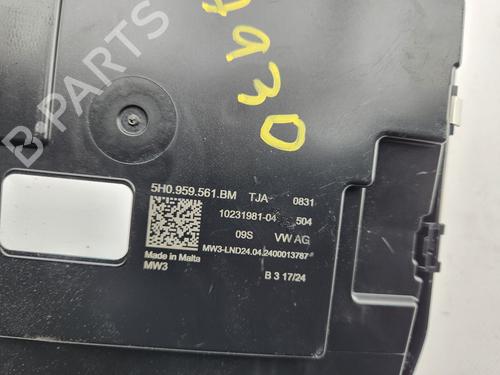 B-PARTS
A930
5H0.959.561.BM TJA 0831
10231981-04 504
09S VW AG
MW3-LND24.04.2400013787#
Made in Malta
MW3
B 3 17/24